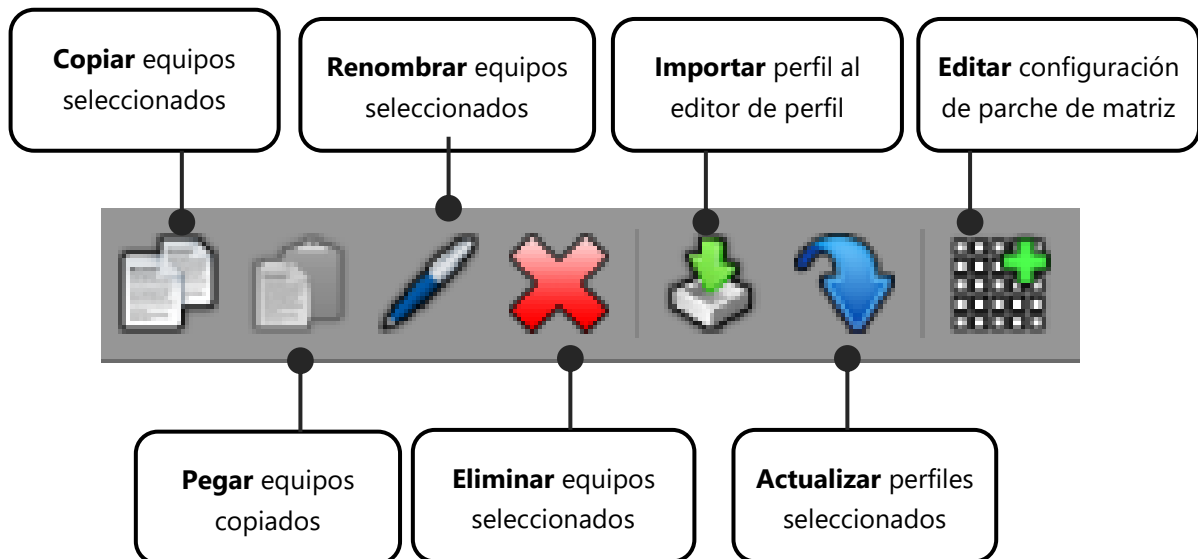 Copiar equipos
seleccionados
Renombrar equipos
seleccionados
Importar perfil al
editor de perfil
Editar configuración
de parche de matriz
Pegar equipos
copiados
Eliminar equipos
seleccionados
Actualizar perfiles
seleccionados